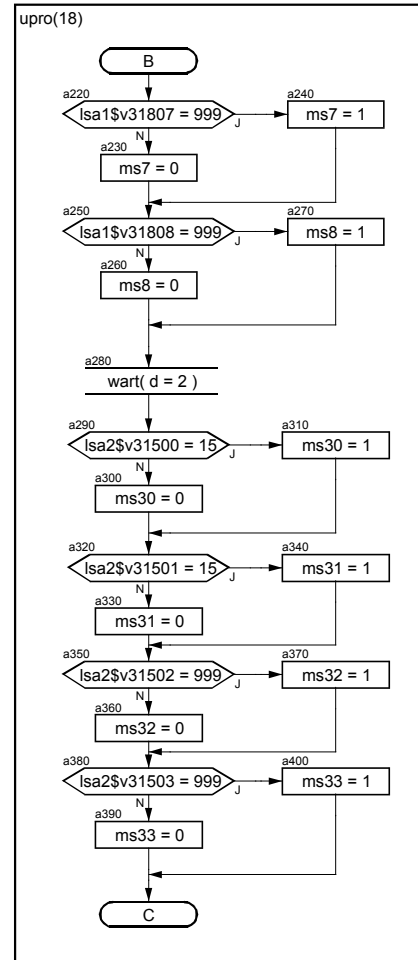 upro(18)
B
a220
lsa1$v31807 = 999
J
N
a240
ms7 = 1
a230
ms7 = 0
a250
lsa1$v31808 = 999
J
N
a270
ms8 = 1
a260
ms8 = 0
a280
wart( d = 2 )
a290
lsa2$v31500 = 15
J
N
a310
ms30 = 1
a300
ms30 = 0
a320
lsa2$v31501 = 15
J
N
a340
ms31 = 1
a330
ms31 = 0
a350
lsa2$v31502 = 999
J
N
a370
ms32 = 1
a360
ms32 = 0
a380
lsa2$v31503 = 999
J
N
a400
ms33 = 1
a390
ms33 = 0
C